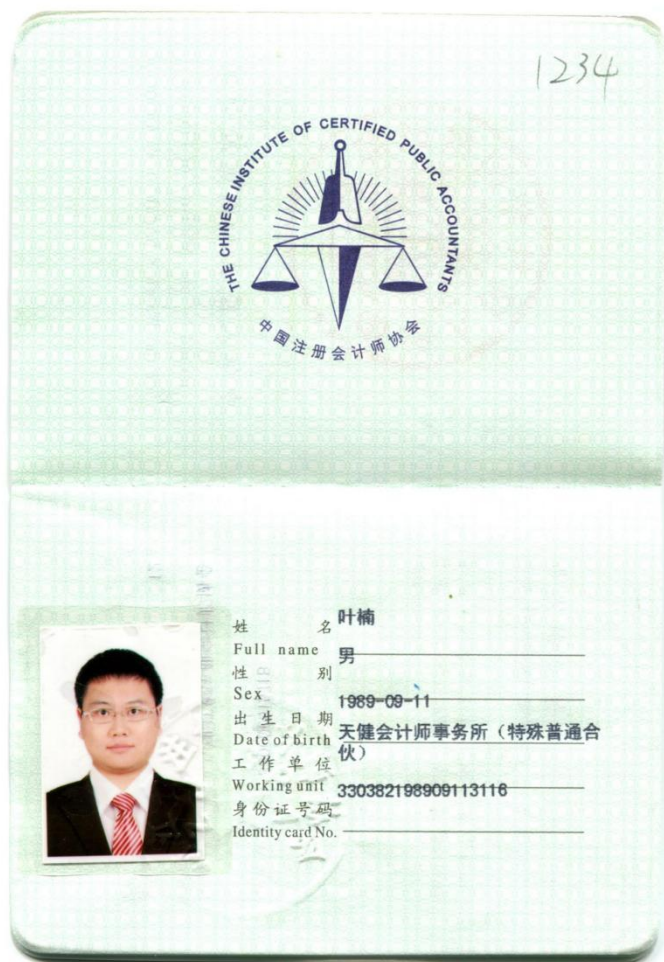 1234
THE CHINESE INSTITUTE OF CERTIFIED PUBLIC ACCOUNTANTS
中国注册会计师协会
姓 名 叶楠
Full name
性 别 男
Sex
出生日期 1989-09-11
Date of birth
工作单位 天健会计师事务所（特殊普通合
伙）
Working unit
身份证号码 330382198909113116
Identity card No.